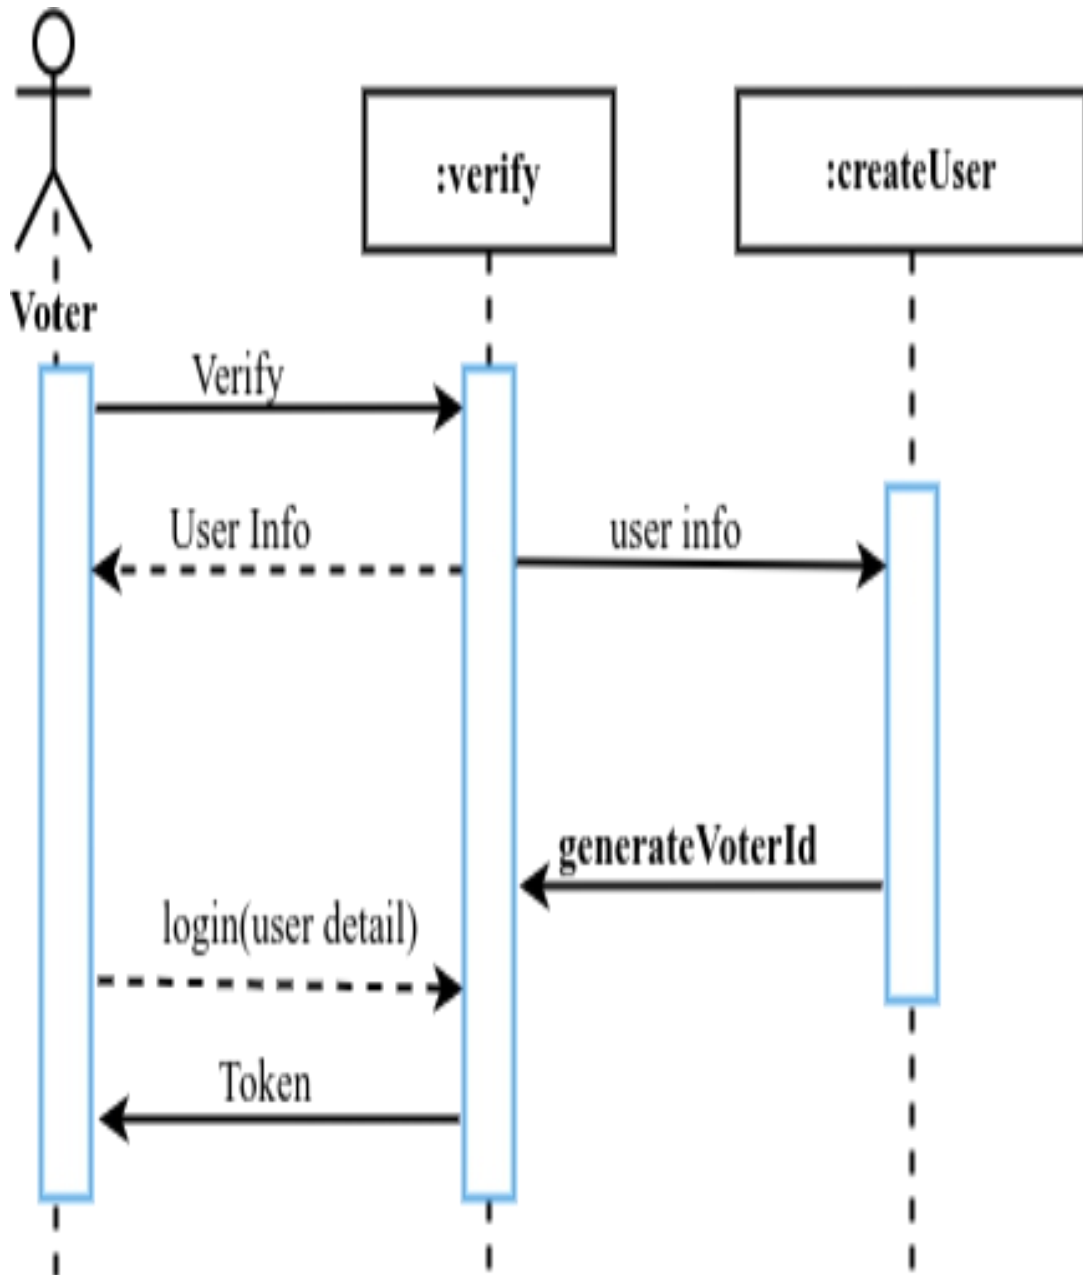 :verify
:createUser
Voter
Verify
User Info
user info
generateVoterId
login(user detail)
Token